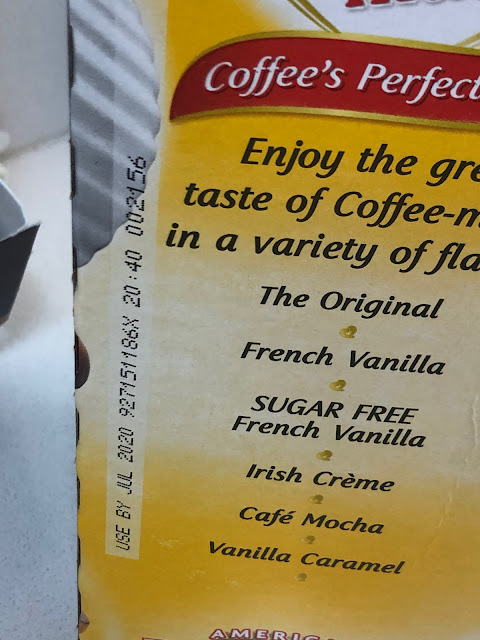 Coffee's Perfect
Enjoy the gre
taste of Coffee-m
in a variety of fla
The Original
French Vanilla
SUGAR FREE
French Vanilla
Irish Crème
Café Mocha
Vanilla Caramel
AMERICA
USE BY JUL 2020 927151186X 20:40 002156